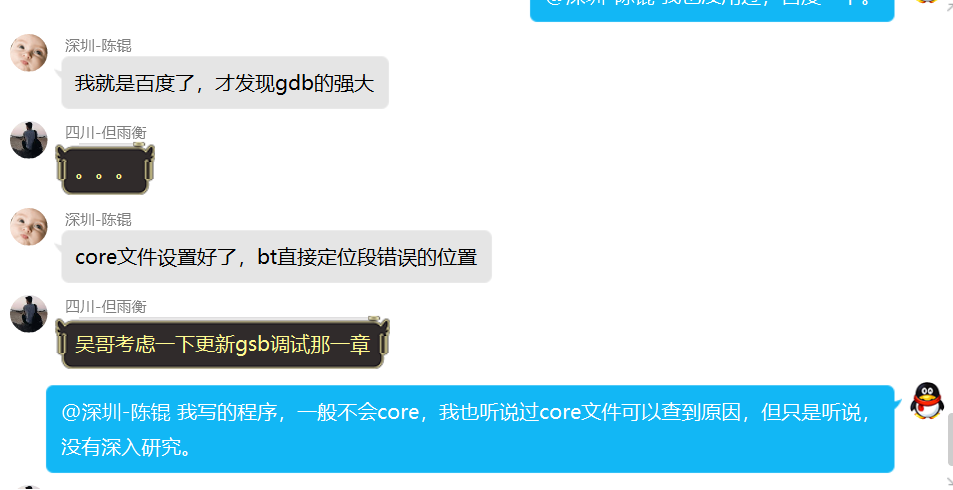 @深圳-陈锟 我也没用过，百度一下。
深圳-陈锟
我就是百度了，才发现gdb的强大
四川-但雨衡
。。。
深圳-陈锟
core文件设置好了，bt直接定位段错误的位置
四川-但雨衡
吴哥考虑一下更新gsb调试那一章
@深圳-陈锟 我写的程序，一般不会core，我也听说过core文件可以查到原因，但只是听说，
没有深入研究。